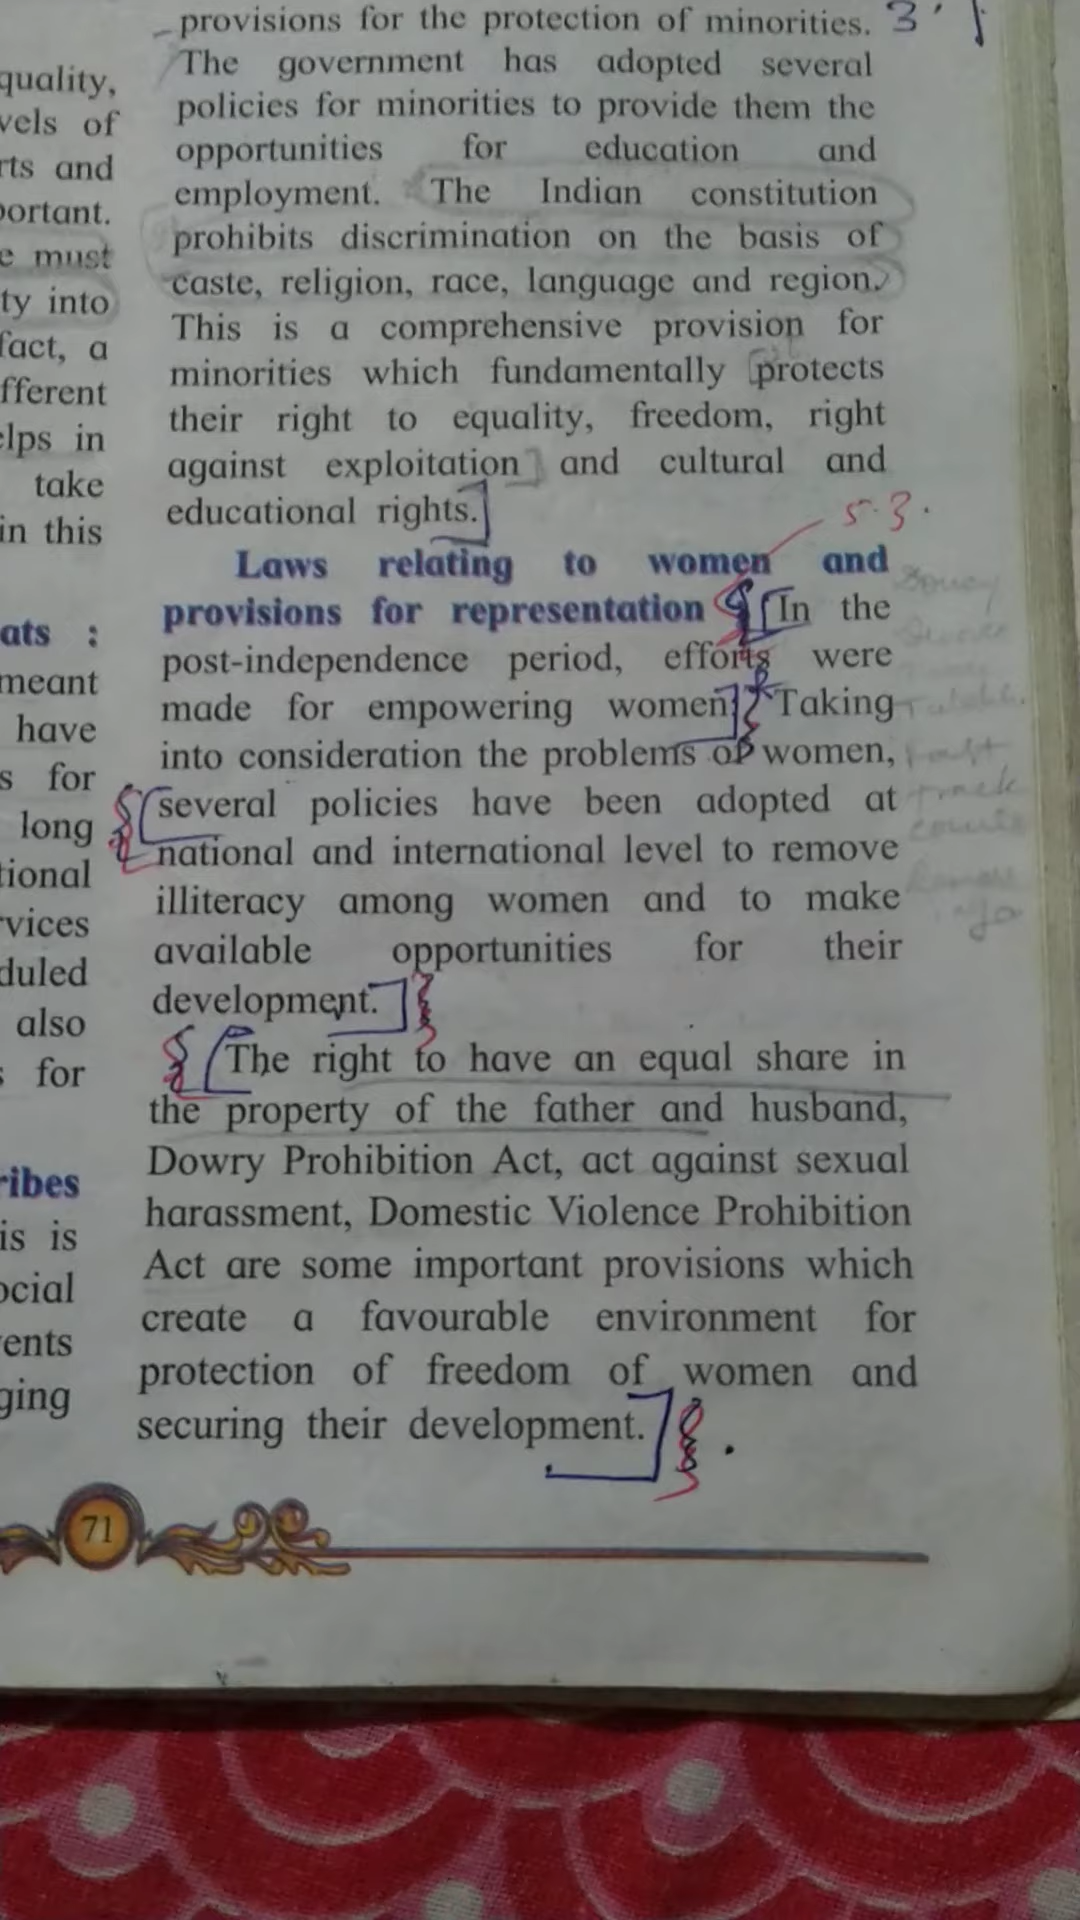 quality,
vels of
rts and
portant.
e must
ty into
fact, a
fferent
elps in
take
in this
ats :
meant
have
s for
long
tional
rvices
duled
also
s for
ribes
is is
ocial
ents
ging
provisions for the protection of minorities.
The government has adopted several
policies for minorities to provide them the
opportunities for education and
employment. The Indian constitution
prohibits discrimination on the basis of
caste, religion, race, language and region.
This is a comprehensive provision for
minorities which fundamentally protects
their right to equality, freedom, right
against exploitation and cultural and
educational rights.
5.3.
Laws relating to women and
provisions for representation : In the
post-independence period, efforts were
made for empowering women. Taking
into consideration the problems of women,
several policies have been adopted at
national and international level to remove
illiteracy among women and to make
available opportunities for their
development.
The right to have an equal share in
the property of the father and husband,
Dowry Prohibition Act, act against sexual
harassment, Domestic Violence Prohibition
Act are some important provisions which
create a favourable environment for
protection of freedom of women and
securing their development.
track
courts
71